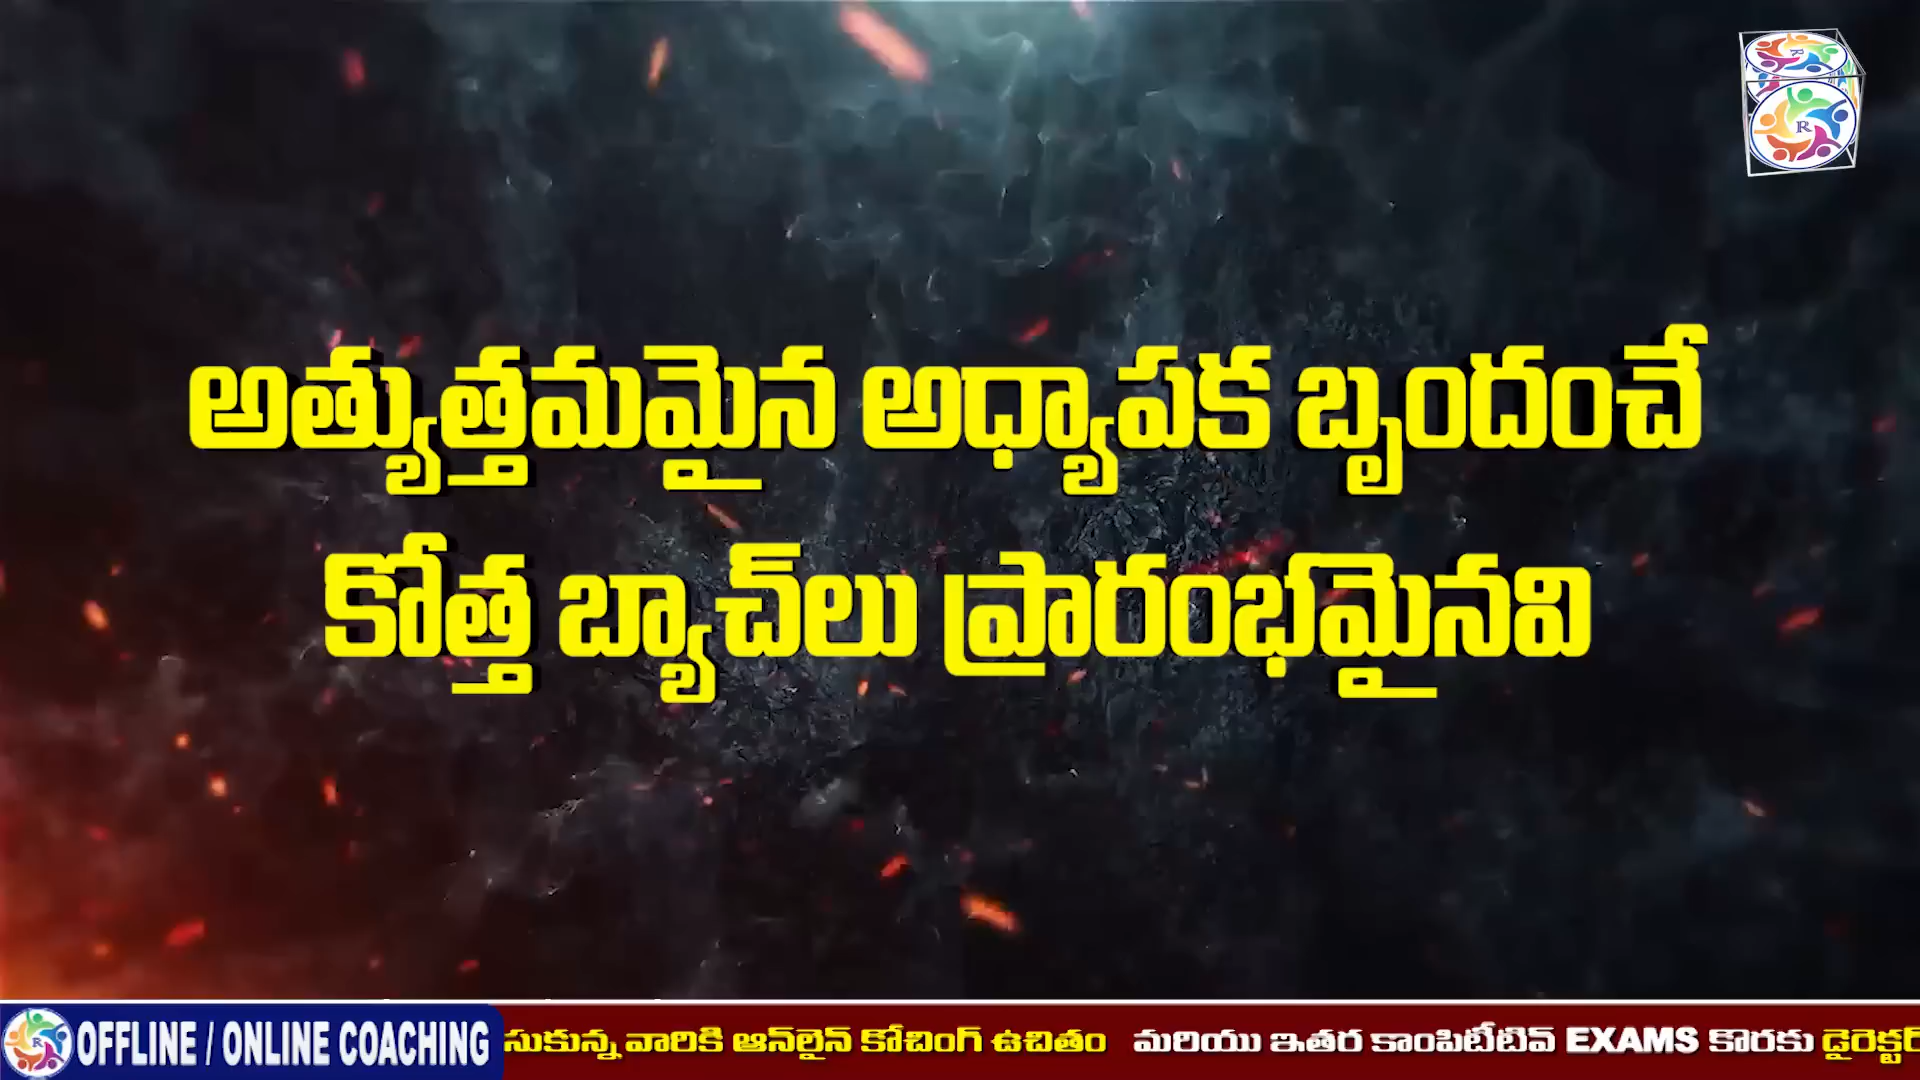 అత్యుత్తమమైన అధ్యాపక బృందంచే
కోత్త బ్యాచ్‌లు ప్రారంభమైనవి
OFFLINE / ONLINE COACHING
సుకున్న వారికి ఆన్‌లైన్ కోచింగ్ ఉచితం మరియు ఇతర కాంపిటీటివ్ EXAMS కొరకు డైరెక్టర్
R
R
R